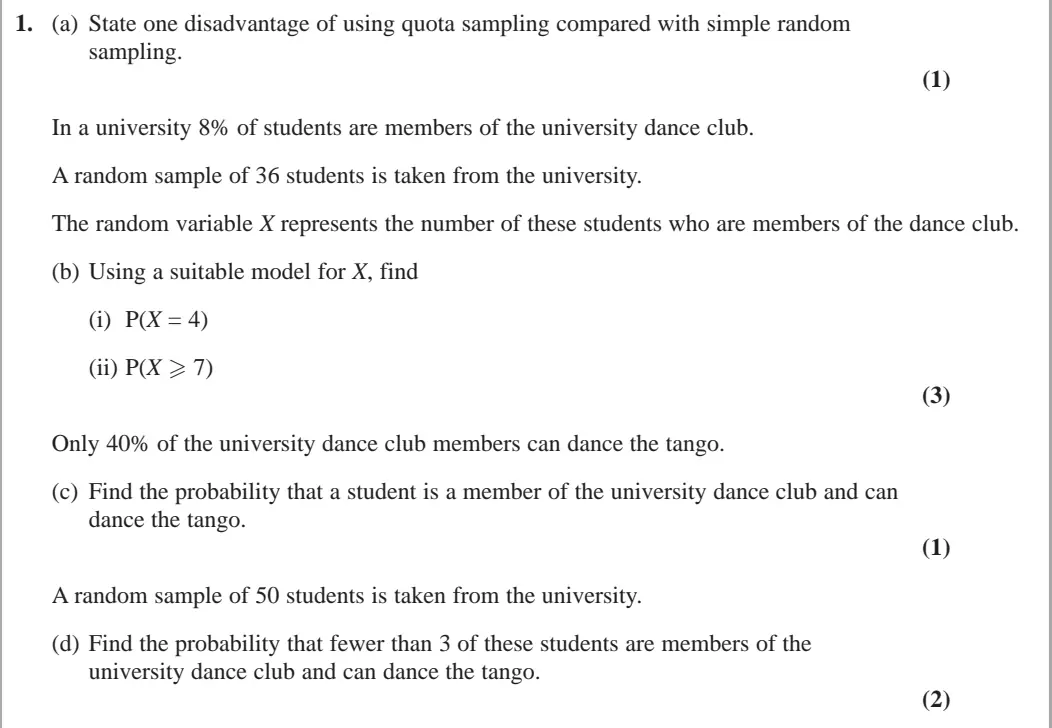 1. (a) State one disadvantage of using quota sampling compared with simple random
sampling.
(1)
In a university 8% of students are members of the university dance club.
A random sample of 36 students is taken from the university.
The random variable X represents the number of these students who are members of the dance club.
(b) Using a suitable model for X, find
(i) P(X = 4)
(ii) P(X ⩾ 7)
(3)
Only 40% of the university dance club members can dance the tango.
(c) Find the probability that a student is a member of the university dance club and can
dance the tango.
(1)
A random sample of 50 students is taken from the university.
(d) Find the probability that fewer than 3 of these students are members of the
university dance club and can dance the tango.
(2)